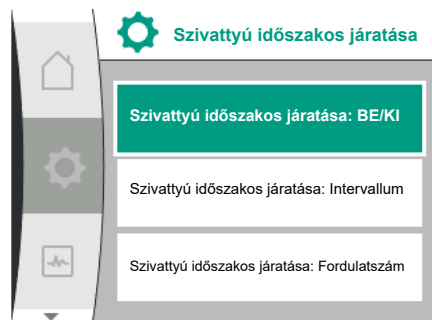 Szivattyú időszakos járatása
Szivattyú időszakos járatása: BE/KI
Szivattyú időszakos járatása: Intervallum
Szivattyú időszakos járatása: Fordulatszám